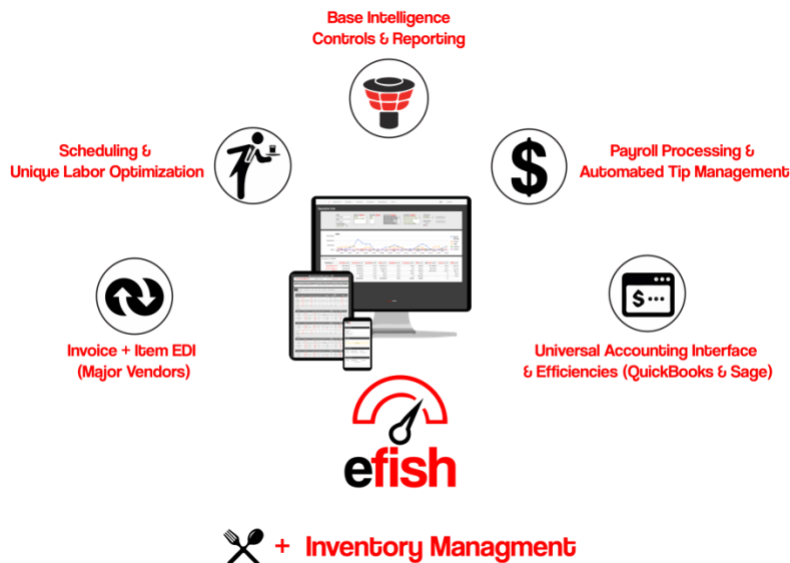 Base Intelligence
Controls & Reporting
Scheduling &
Unique Labor Optimization
Payroll Processing &
Automated Tip Management
Invoice + Item EDI
(Major Vendors)
Universal Accounting Interface
& Efficiencies (QuickBooks & Sage)
efish
+ Inventory Managment